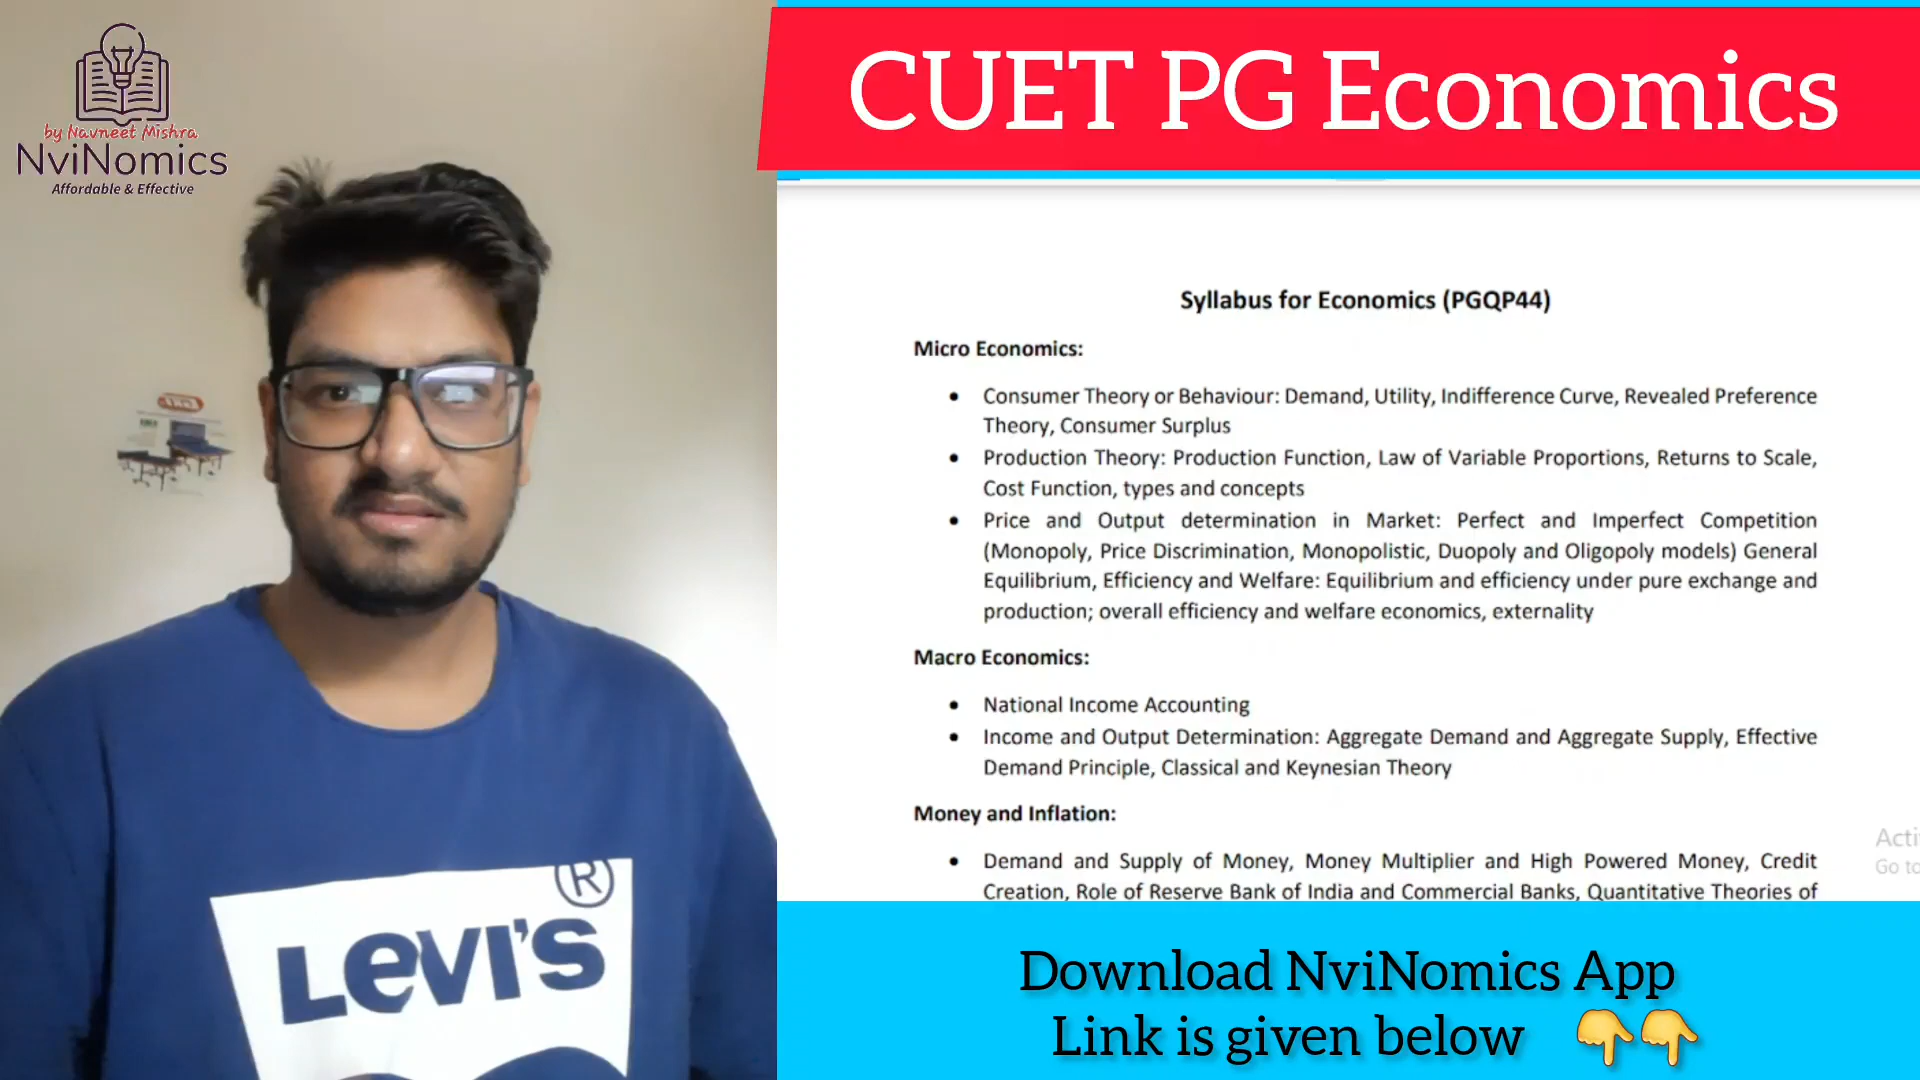 by Navneet Mishra
NviNomics
Affordable & Effective
CUET PG Economics
Syllabus for Economics (PGQP44)
Micro Economics:
• Consumer Theory or Behaviour: Demand, Utility, Indifference Curve, Revealed Preference
Theory, Consumer Surplus
• Production Theory: Production Function, Law of Variable Proportions, Returns to Scale,
Cost Function, types and concepts
• Price and Output determination in Market: Perfect and Imperfect Competition
(Monopoly, Price Discrimination, Monopolistic, Duopoly and Oligopoly models) General
Equilibrium, Efficiency and Welfare: Equilibrium and efficiency under pure exchange and
production; overall efficiency and welfare economics, externality
Macro Economics:
• National Income Accounting
• Income and Output Determination: Aggregate Demand and Aggregate Supply, Effective
Demand Principle, Classical and Keynesian Theory
Money and Inflation:
• Demand and Supply of Money, Money Multiplier and High Powered Money, Credit
Creation, Role of Reserve Bank of India and Commercial Banks, Quantitative Theories of
Acti
Go to
®
LEVI'S
Download NviNomics App
Link is given below 👇👇